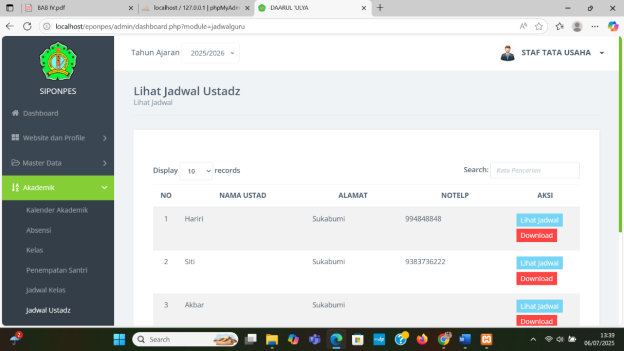 BAB IV.pdf
localhost / 127.0.0.1 | phpMyAdm
DAARUL 'ULYA
localhost/eponpes/admin/dashboard.php?module=jadwalguru
SIPONPES
Tahun Ajaran 2025/2026
STAF TATA USAHA
Dashboard
Website dan Profile
Master Data
Akademik
Kalender Akademik
Absensi
Kelas
Penempatan Santri
Jadwal Kelas
Jadwal Ustadz
Lihat Jadwal Ustadz
Lihat Jadwal
Display 10 records
Search: Kata Pencarian
NO NAMA USTAD ALAMAT NOTELP AKSI
1 Hariri Sukabumi 994848848 Lihat Jadwal
Download
2 Siti Sukabumi 9383736222 Lihat Jadwal
Download
3 Akbar Sukabumi Lihat Jadwal
Download
Search
13:39
06/07/2025